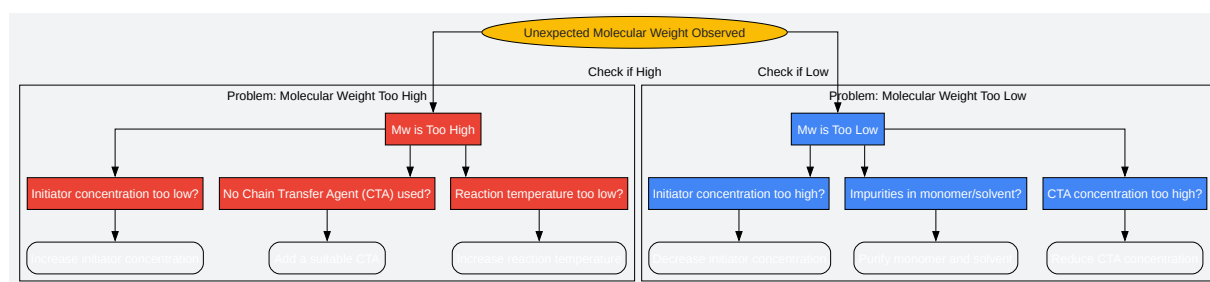 Unexpected Molecular Weight Observed
Check if High
Check if Low
Problem: Molecular Weight Too High
Problem: Molecular Weight Too Low
Mw is Too High
Mw is Too Low
Initiator concentration too low?
No Chain Transfer Agent (CTA) used?
Reaction temperature too low?
Initiator concentration too high?
Impurities in monomer/solvent?
CTA concentration too high?
Increase initiator concentration
Add a suitable CTA
Increase reaction temperature
Decrease initiator concentration
Purify monomer and solvent
Reduce CTA concentration